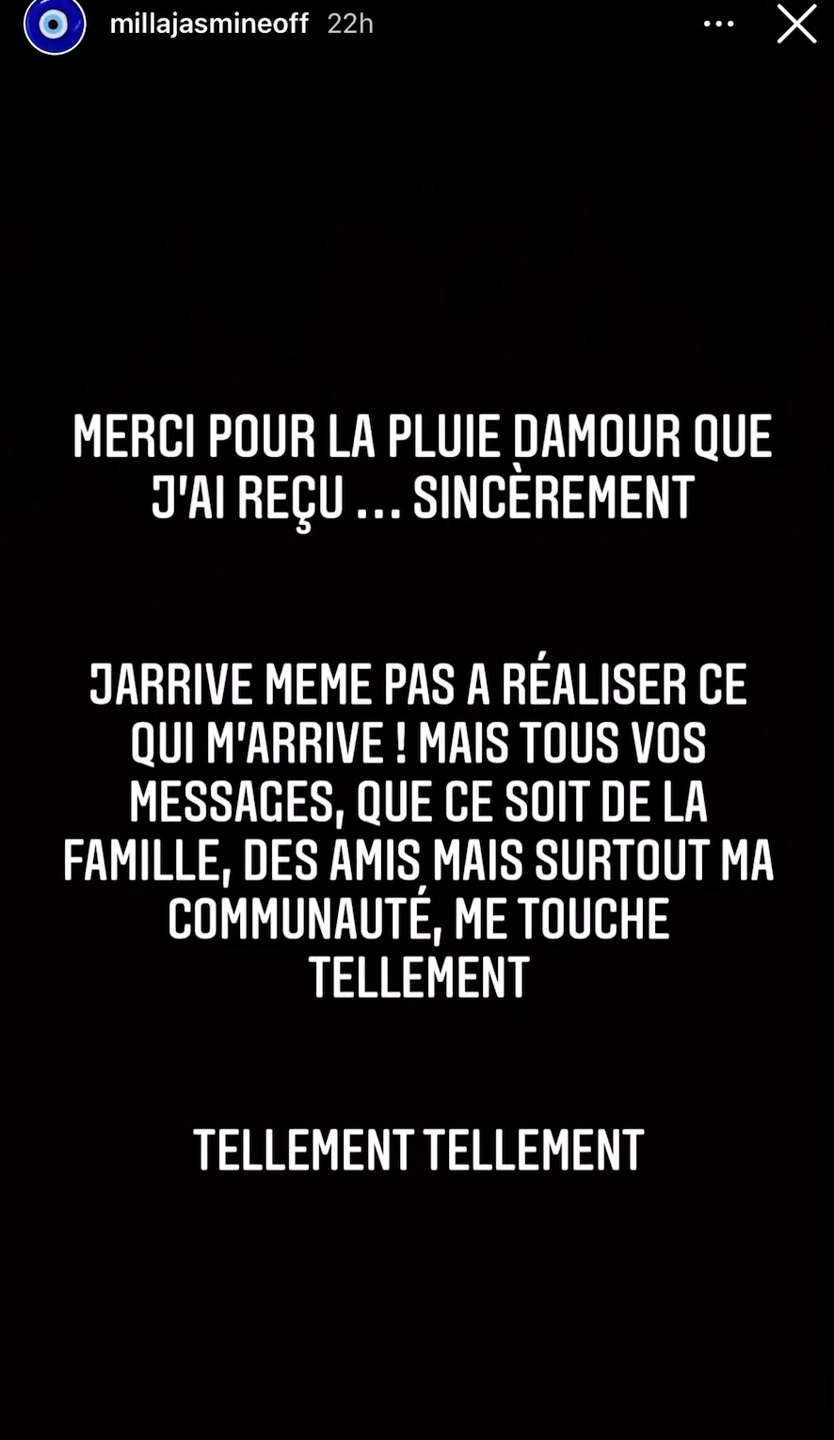 millajasmineoff 22h
MERCI POUR LA PLUIE DAMOUR QUE
J'AI REÇU ... SINCÈREMENT
JARRIVE MEME PAS A RÉALISER CE
QUI M'ARRIVE ! MAIS TOUS VOS
MESSAGES, QUE CE SOIT DE LA
FAMILLE, DES AMIS MAIS SURTOUT MA
COMMUNAUTÉ, ME TOUCHE
TELLEMENT
TELLEMENT TELLEMENT